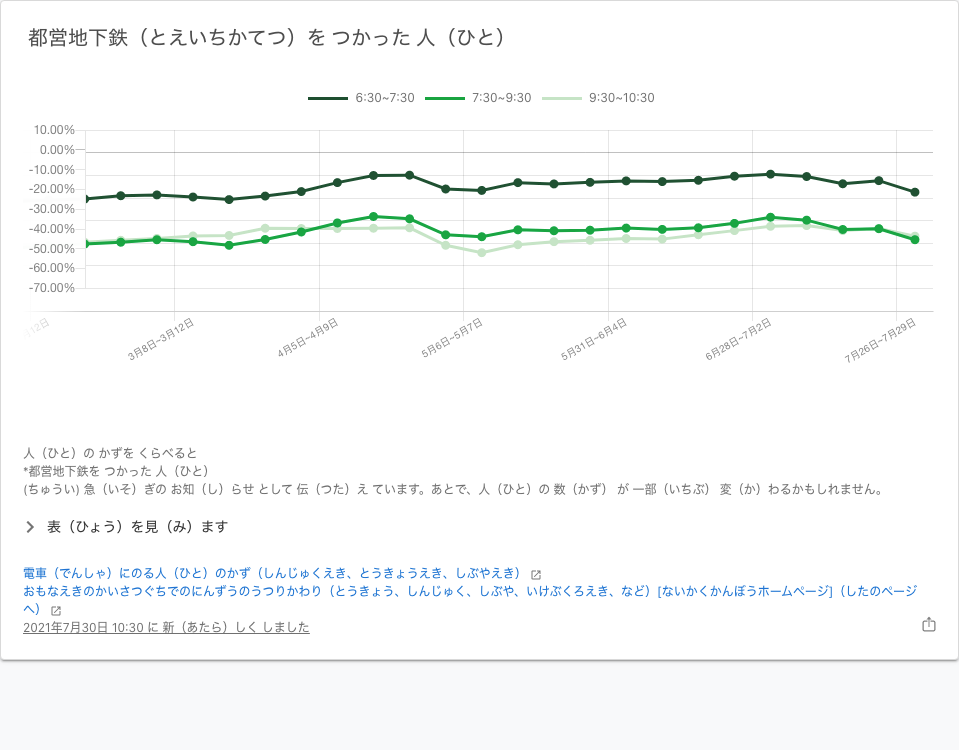 都営地下鉄（とえいちかてつ）を つかった 人（ひと）
6:30~7:30 7:30~9:30 9:30~10:30
10.00%
0.00%
-10.00%
-20.00%
-30.00%
-40.00%
-50.00%
-60.00%
-70.00%
12日 3月8日~3月12日 4月5日~4月9日 5月6日~5月7日 5月31日~6月4日 6月28日~7月2日 7月26日~7月29日
人（ひと）の かずを くらべると
*都営地下鉄を つかった 人（ひと）
(ちゅうい) 急（いそ）ぎの お知（し）らせ として 伝（つた）え ています。あとで、人（ひと）の 数（かず） が 一部（いちぶ） 変（か）わるかもしれません。
表（ひょう）を見（み）ます
電車（でんしゃ）にのる人（ひと）のかず（しんじゅくえき、とうきょうえき、しぶやえき）
おもなえきのかいさつぐちでのにんずうのうつりかわり（とうきょう、しんじゅく、しぶや、いけぶくろえき、など）[ないかくかんぼうホームページ]（したのページ
へ）
2021年7月30日 10:30 に 新（あたら）しく しました